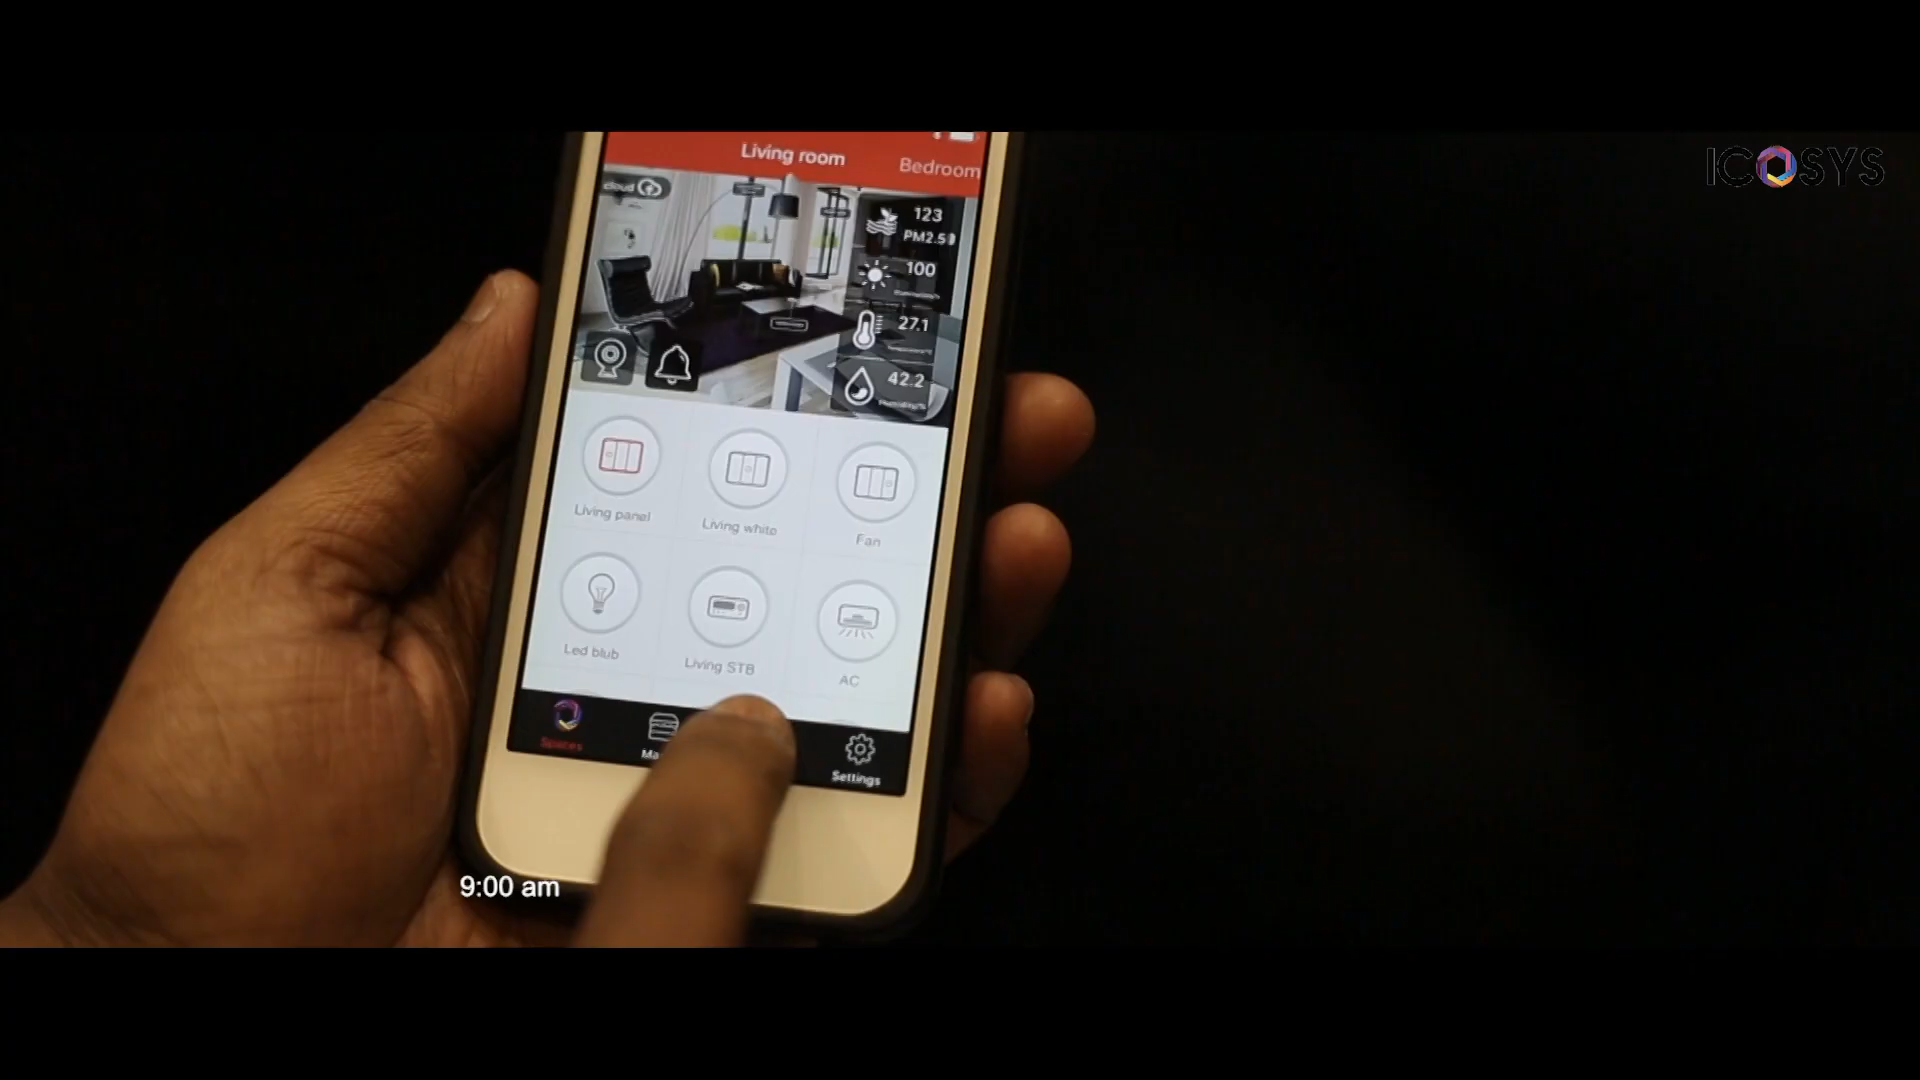 ICOSYS
Living room
Bedroom
cloud
123
PM2.5
100
27.1
42.2
Living panel
Living white
Fan
Led blub
Living STB
AC
Spaces
Settings
9:00 am